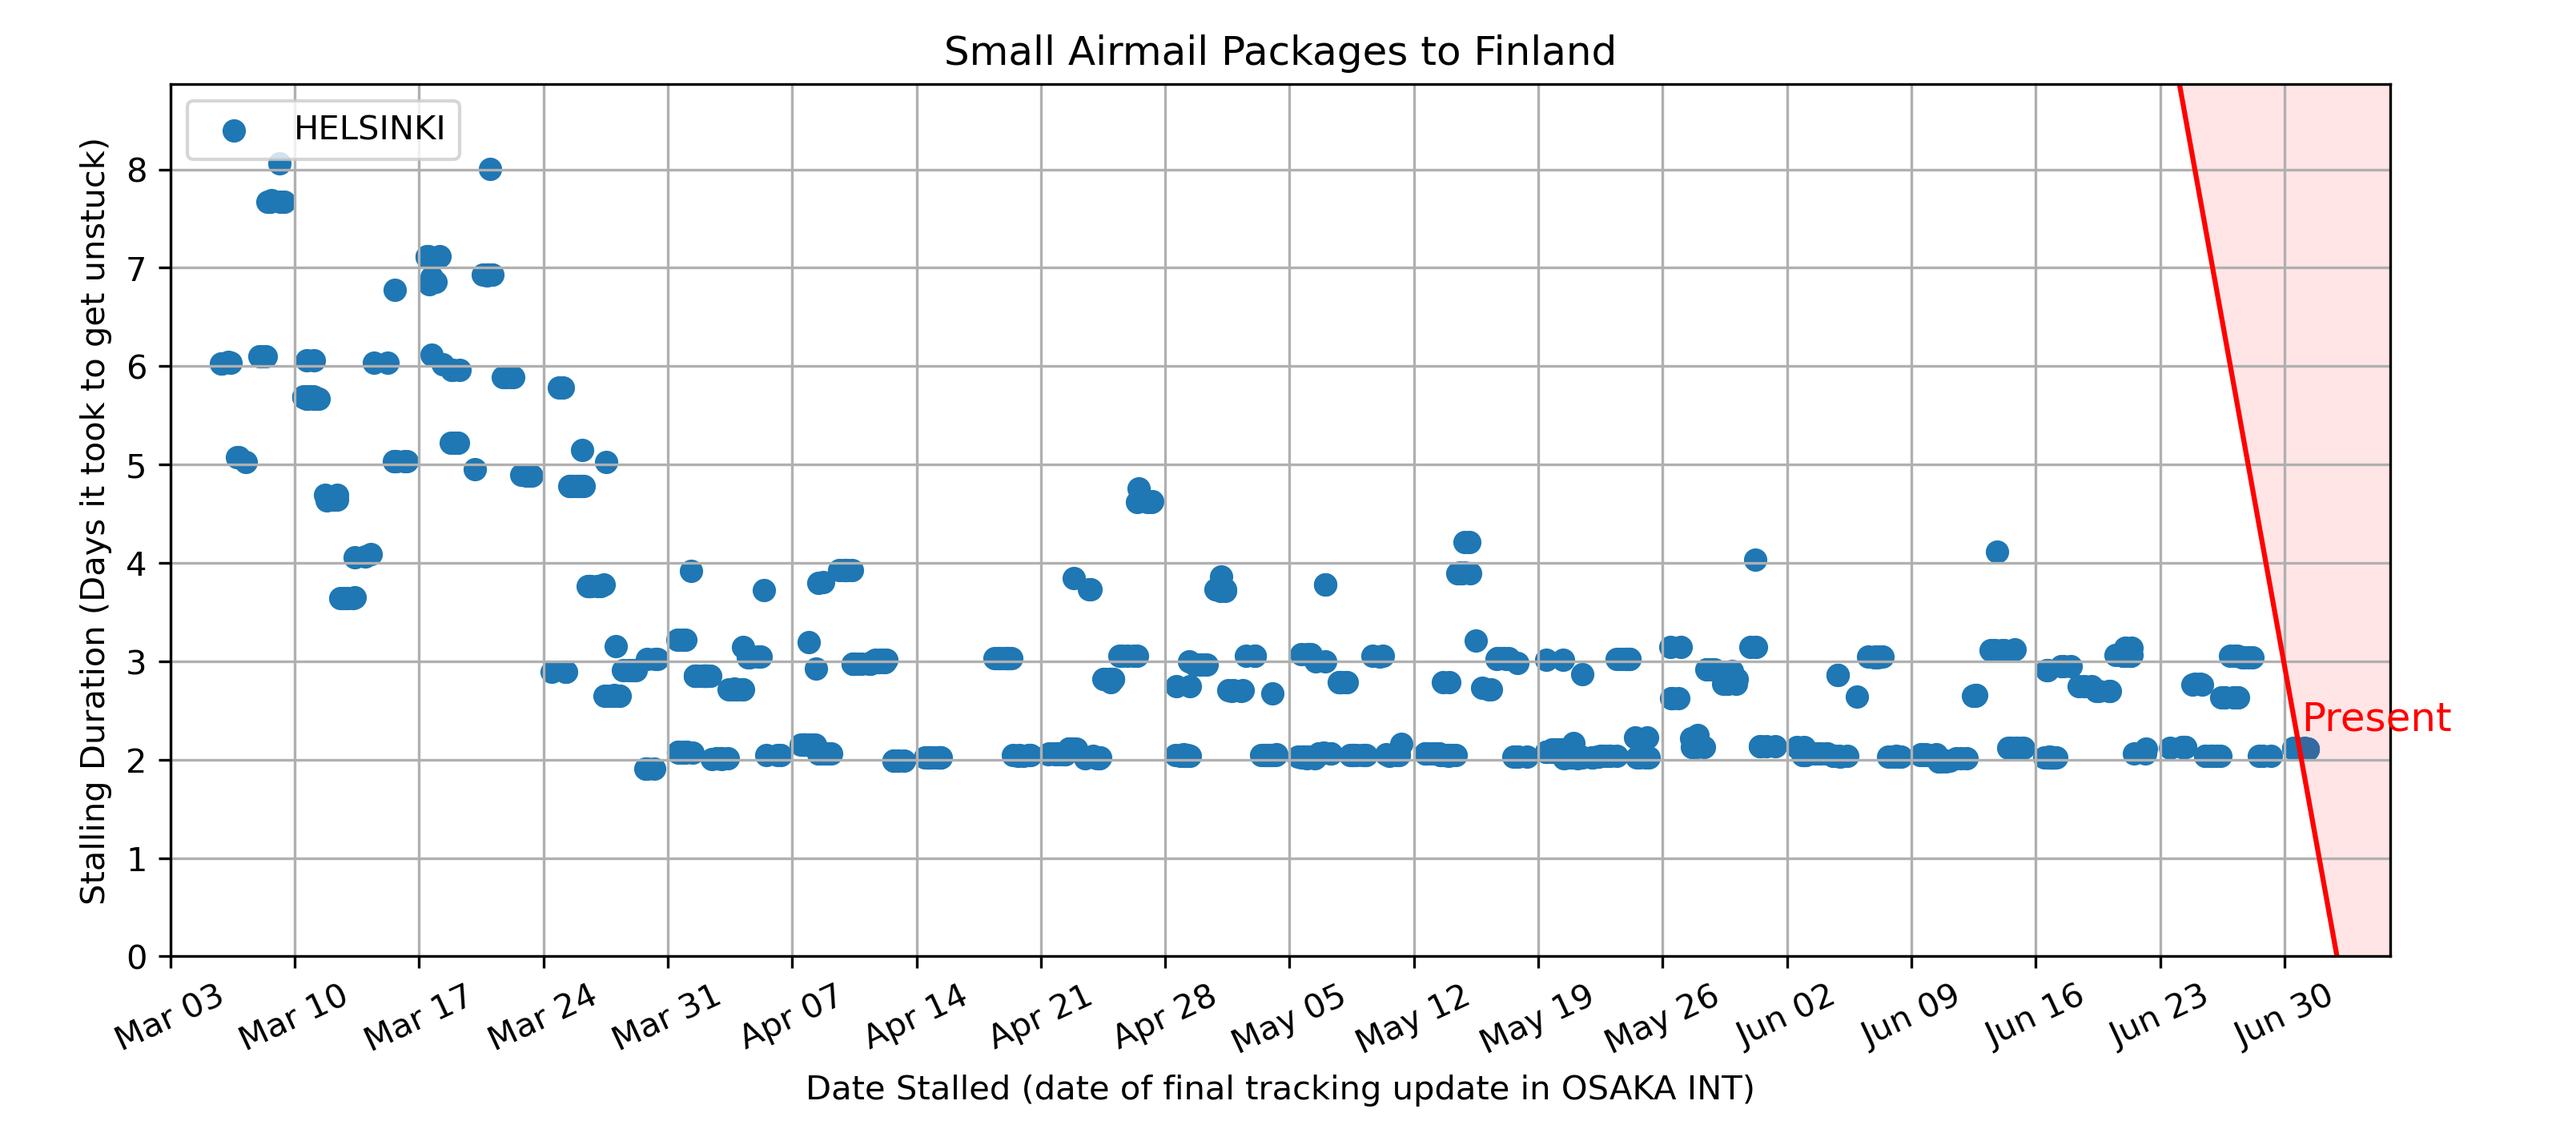 Small Airmail Packages to Finland
HELSINKI
Stalling Duration (Days it took to get unstuck)
8
7
6
5
4
3
2
1
0
Present
Mar 03
Mar 10
Mar 17
Mar 24
Mar 31
Apr 07
Apr 14
Apr 21
Apr 28
May 05
May 12
May 19
May 26
Jun 02
Jun 09
Jun 16
Jun 23
Jun 30
Date Stalled (date of final tracking update in OSAKA INT)